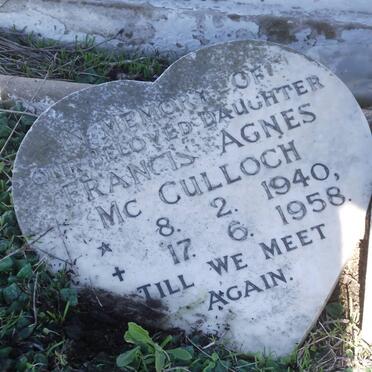 IN MEMORY OF
OUR BELOVED DAUGHTER
FRANCIS AGNES
MC CULLOCH
8. 2. 1940,
17. 6. 1958.
TILL WE MEET
AGAIN.